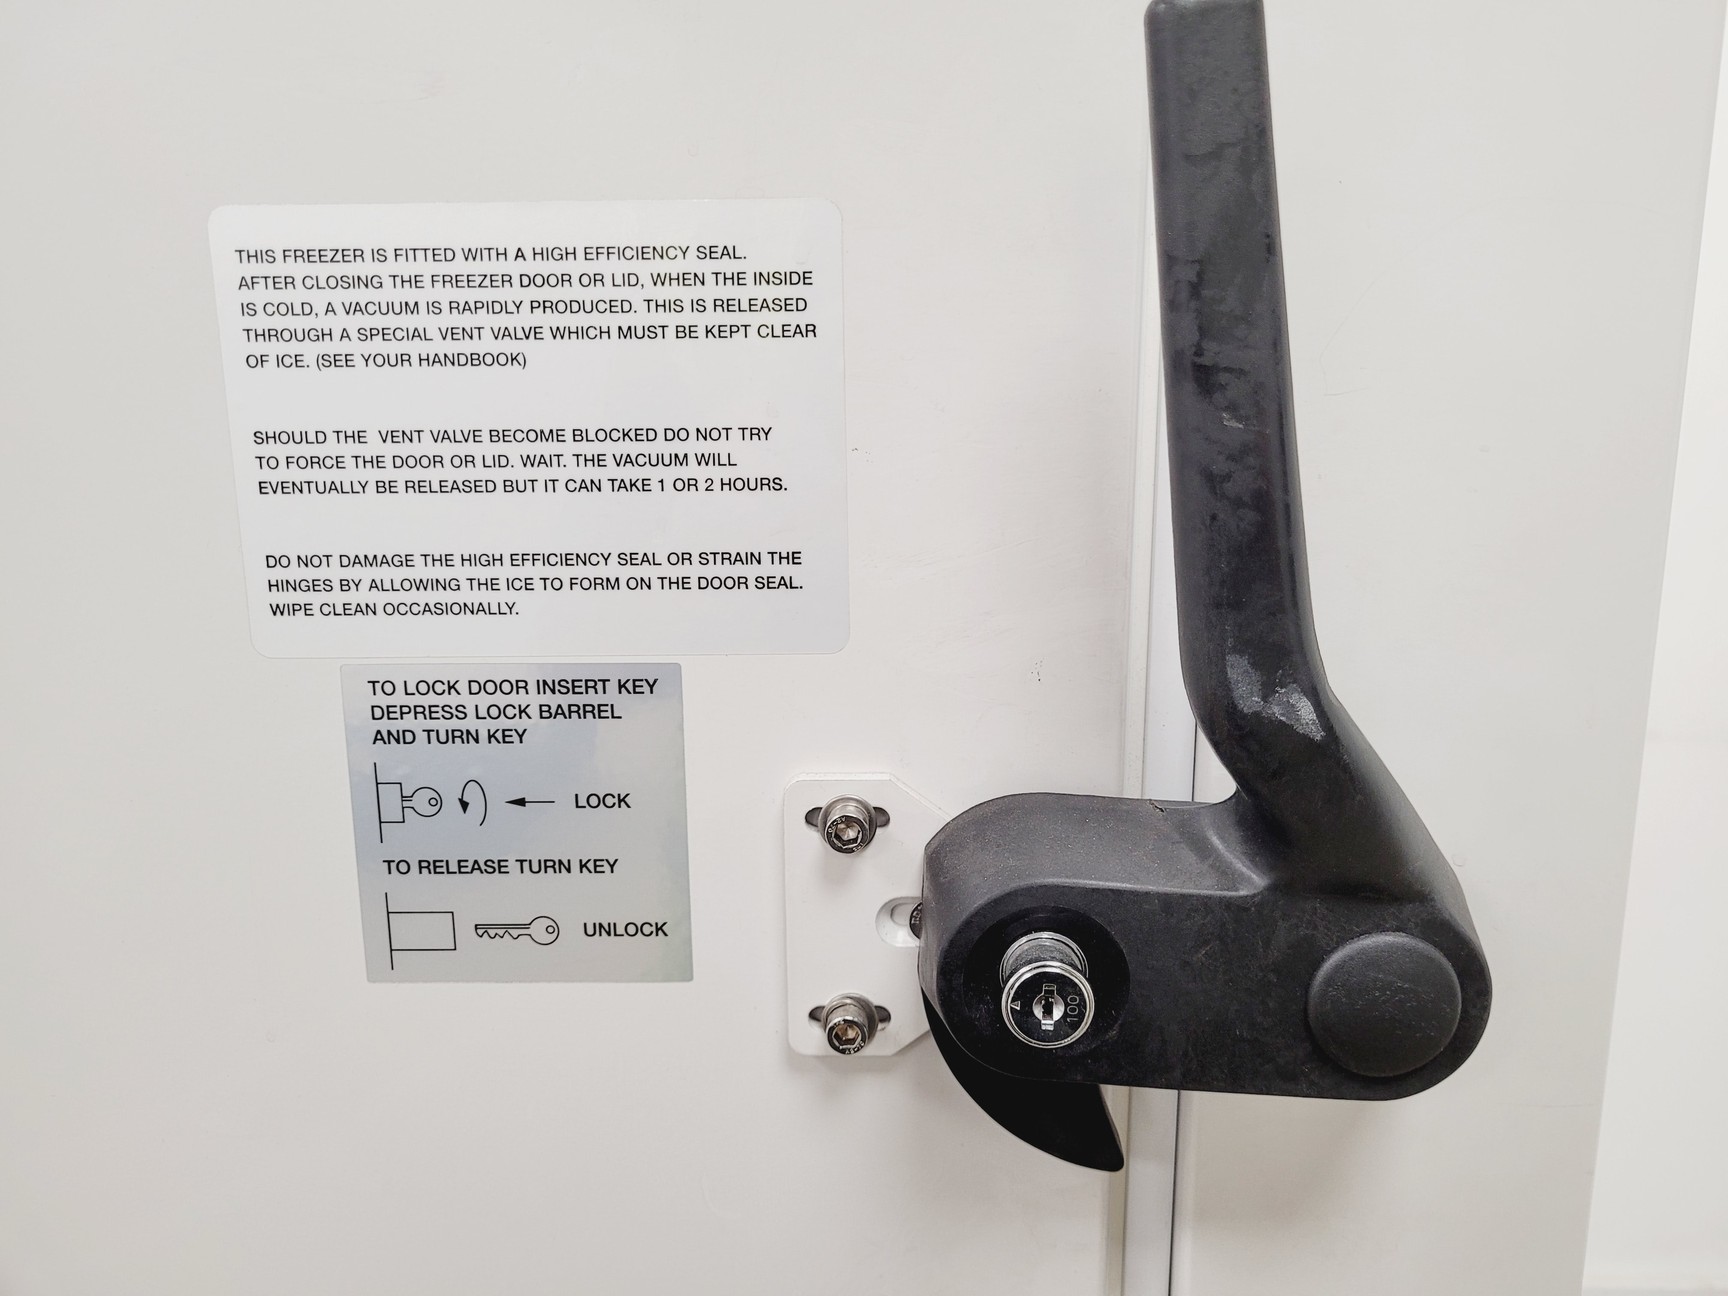 THIS FREEZER IS FITTED WITH A HIGH EFFICIENCY SEAL.
AFTER CLOSING THE FREEZER DOOR OR LID, WHEN THE INSIDE
IS COLD, A VACUUM IS RAPIDLY PRODUCED. THIS IS RELEASED
THROUGH A SPECIAL VENT VALVE WHICH MUST BE KEPT CLEAR
OF ICE. (SEE YOUR HANDBOOK)
SHOULD THE VENT VALVE BECOME BLOCKED DO NOT TRY
TO FORCE THE DOOR OR LID. WAIT. THE VACUUM WILL
EVENTUALLY BE RELEASED BUT IT CAN TAKE 1 OR 2 HOURS.
DO NOT DAMAGE THE HIGH EFFICIENCY SEAL OR STRAIN THE
HINGES BY ALLOWING THE ICE TO FORM ON THE DOOR SEAL.
WIPE CLEAN OCCASIONALLY.
TO LOCK DOOR INSERT KEY
DEPRESS LOCK BARREL
AND TURN KEY
LOCK
TO RELEASE TURN KEY
UNLOCK
100